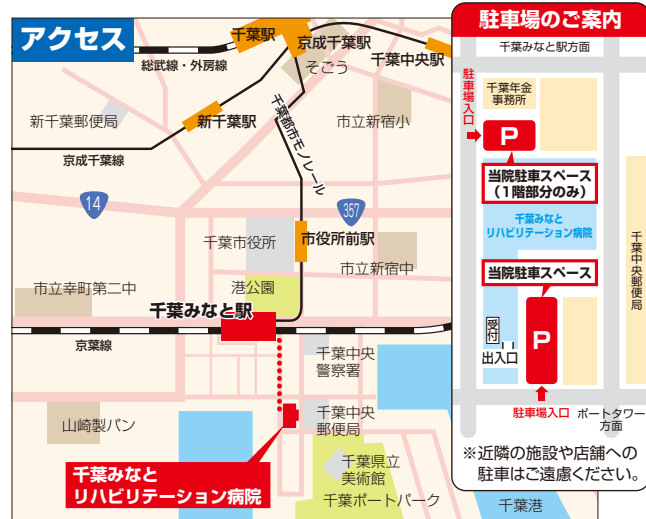 アクセス
千葉駅
京成千葉駅
千葉中央駅
総武線・外房線
そごう
新千葉郵便局
新千葉駅
千葉都市モノレール
市立新宿小
京成千葉線
14
357
千葉市役所
市役所前駅
市立新宿中
市立幸町第二中
港公園
千葉みなと駅
京葉線
千葉中央
警察署
山崎製パン
千葉中央
郵便局
千葉みなと
リハビリテーション病院
千葉県立
美術館
千葉ポートパーク
千葉港
駐車場のご案内
千葉みなと駅方面
駐車場入口
千葉年金
事務所
P
当院駐車スペース
(1階部分のみ)
千葉みなと
リハビリテーション病院
千葉中央郵便局
当院駐車スペース
P
受付
出入口
駐車場入口
ポートタワー
方面
※近隣の施設や店舗への
駐車はご遠慮ください。